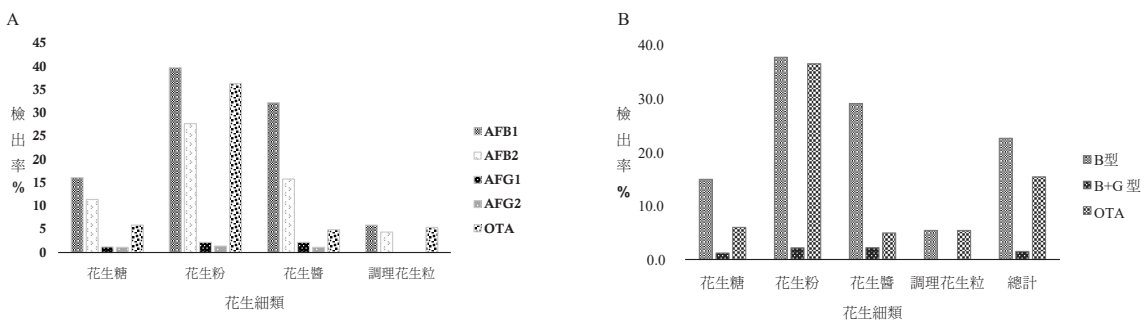 A
45
40
35
30
25
20
15
10
5
0
檢出率%
花生糖 花生粉 花生醬 調理花生粒
花生細類
AFB1
AFB2
AFG1
AFG2
OTA
B
40.0
30.0
20.0
10.0
0.0
檢出率%
花生糖 花生粉 花生醬 調理花生粒 總計
花生細類
B型
B+G 型
OTA